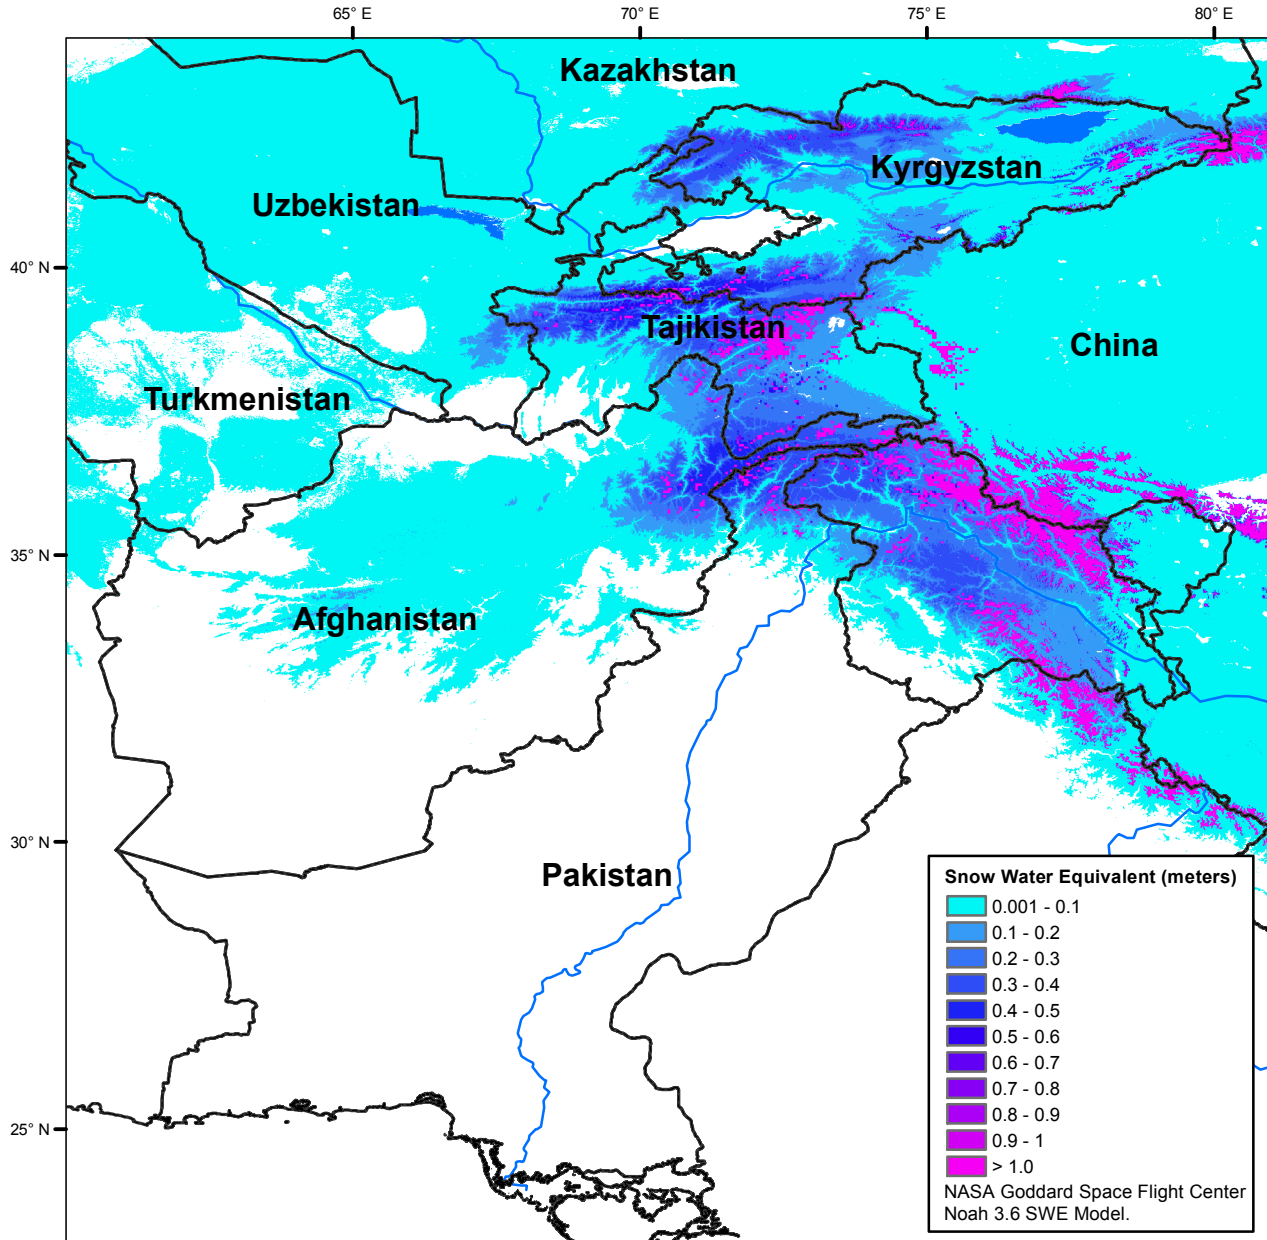 65° E
70° E
75° E
80° E
Kazakhstan
Kyrgyzstan
Uzbekistan
40° N
Tajikistan
China
Turkmenistan
35° N
Afghanistan
30° N
Pakistan
25° N
Snow Water Equivalent (meters)
0.001 - 0.1
0.1 - 0.2
0.2 - 0.3
0.3 - 0.4
0.4 - 0.5
0.5 - 0.6
0.6 - 0.7
0.7 - 0.8
0.8 - 0.9
0.9 - 1
> 1.0
NASA Goddard Space Flight Center
Noah 3.6 SWE Model.